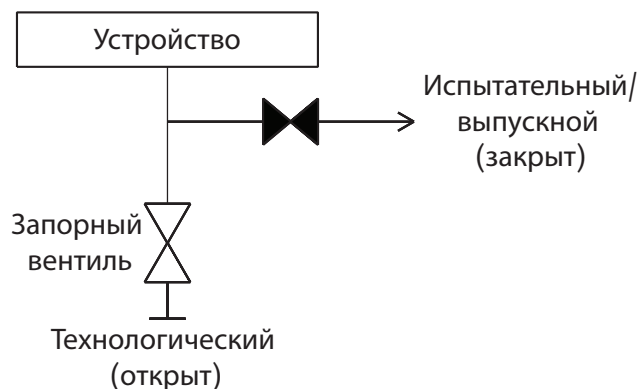 Устройство
Испытательный/
выпускной
(закрыт)
Запорный
вентиль
Технологический
(открыт)